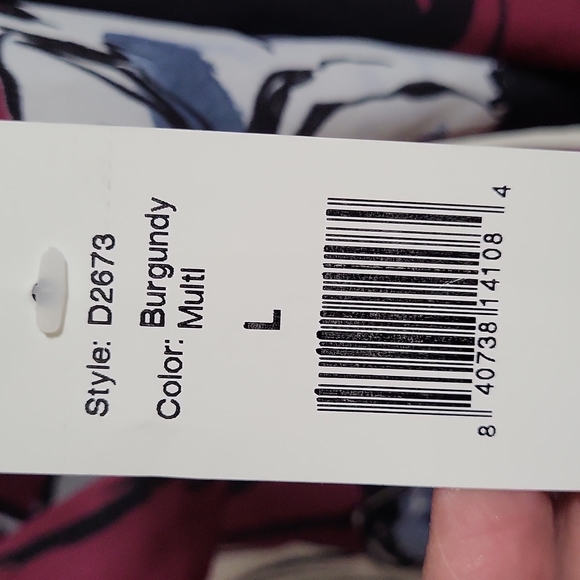 Style: D2673
Color: Burgundy
Multi
L
8 40738 14108 4